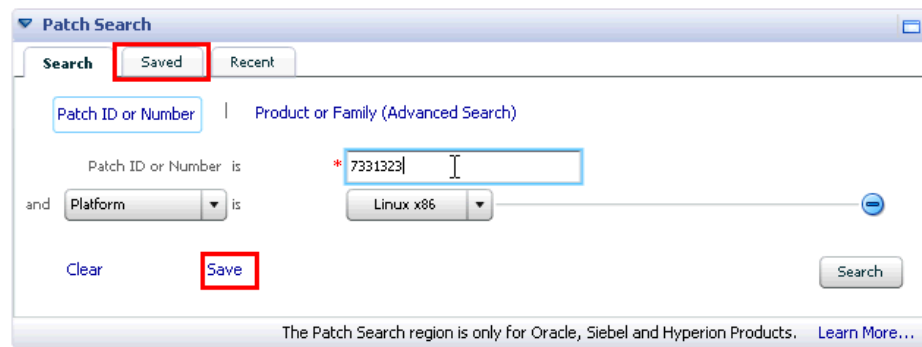 Patch Search
Search Saved Recent
Patch ID or Number | Product or Family (Advanced Search)
Patch ID or Number is * 7331323
and Platform is Linux x86
Clear Save Search
The Patch Search region is only for Oracle, Siebel and Hyperion Products. Learn More...